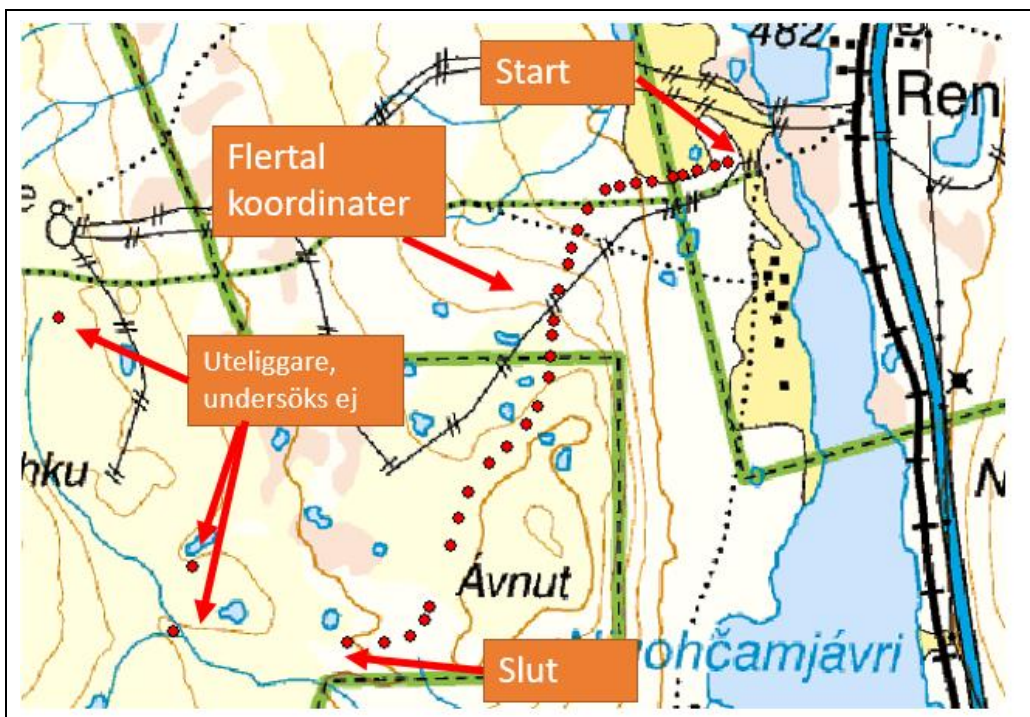 482
Start
Ren
Flertal
koordinater
Uteliggare,
undersöks ej
hku
Ávnut
ohčamjávri
Slut